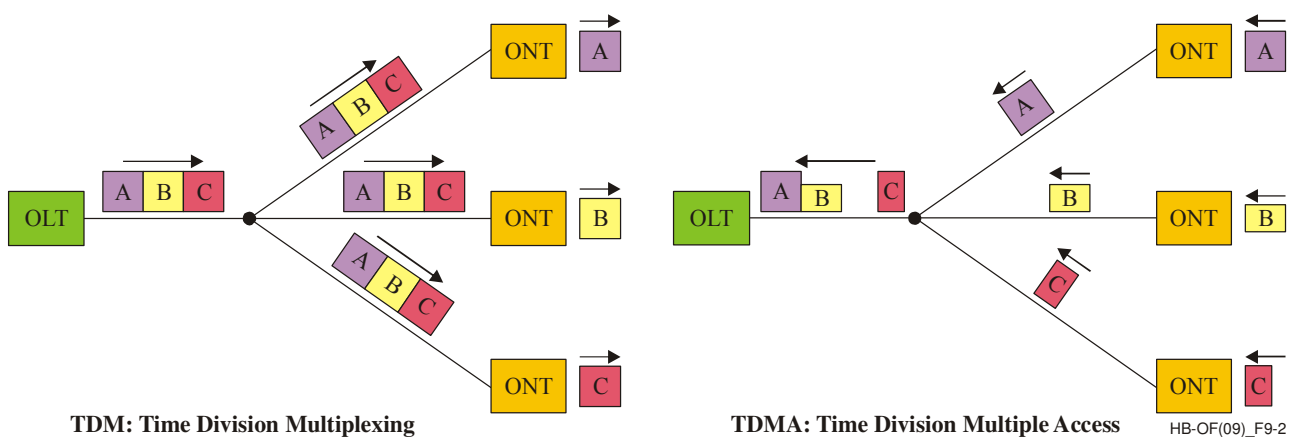 ONT
A
A B C
A B C
A B C
OLT
ONT
B
A B C
ONT
C
TDM: Time Division Multiplexing
ONT
A
A
A
B
C
B
OLT
ONT
B
C
ONT
C
TDMA: Time Division Multiple Access
HB-OF(09)_F9-2